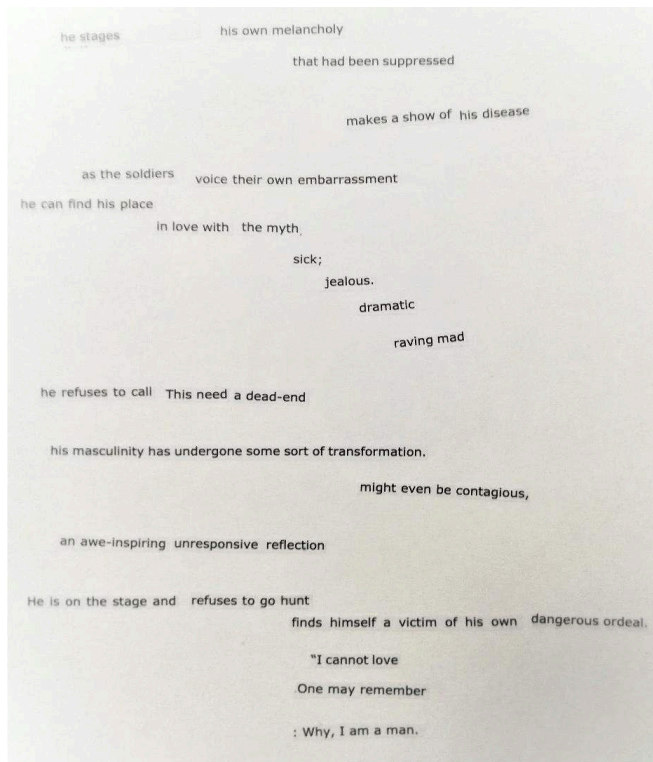 he stages his own melancholy
that had been suppressed
makes a show of his disease
as the soldiers voice their own embarrassment
he can find his place
in love with the myth
sick;
jealous.
dramatic
raving mad
he refuses to call This need a dead-end
his masculinity has undergone some sort of transformation.
might even be contagious,
an awe-inspiring unresponsive reflection
He is on the stage and refuses to go hunt
finds himself a victim of his own dangerous ordeal.
"I cannot love
One may remember
: Why, I am a man.